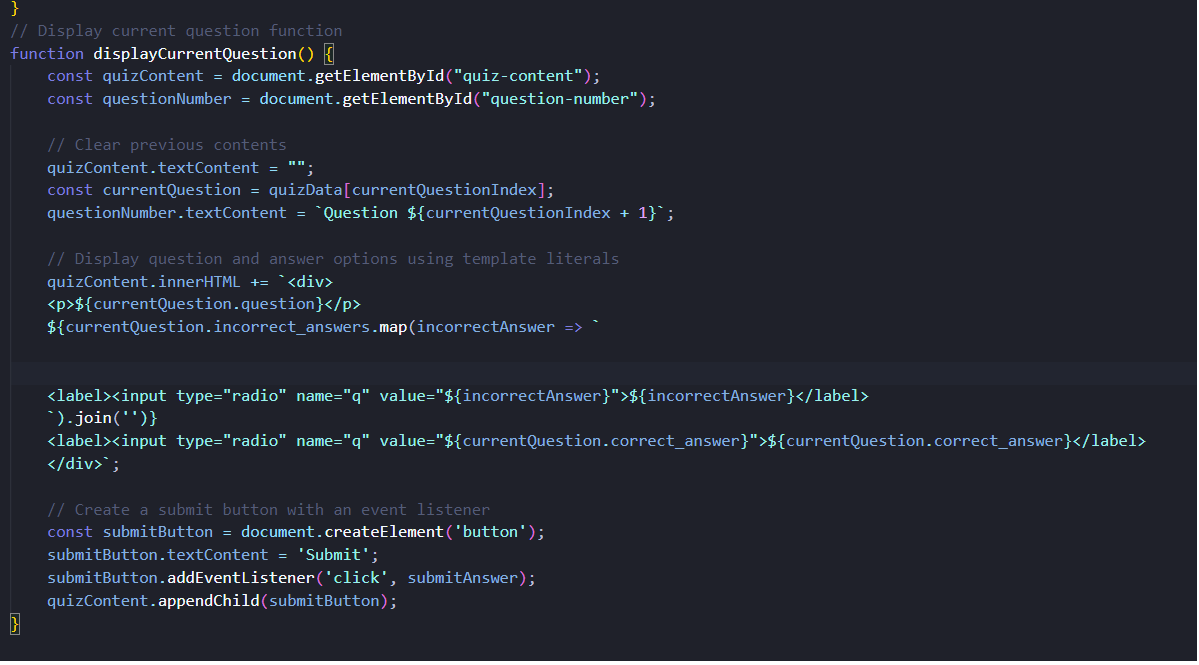 }
// Display current question function
function displayCurrentQuestion() {
const quizContent = document.getElementById("quiz-content");
const questionNumber = document.getElementById("question-number");
// Clear previous contents
quizContent.textContent = "";
const currentQuestion = quizData[currentQuestionIndex];
questionNumber.textContent = `Question ${currentQuestionIndex + 1}`;
// Display question and answer options using template literals
quizContent.innerHTML += `<div>
<p>${currentQuestion.question}</p>
${currentQuestion.incorrect_answers.map(incorrectAnswer => `
<label><input type="radio" name="q" value="${incorrectAnswer}">${incorrectAnswer}</label>
`).join('')}
<label><input type="radio" name="q" value="${currentQuestion.correct_answer}">${currentQuestion.correct_answer}</label>
</div>`;
// Create a submit button with an event listener
const submitButton = document.createElement('button');
submitButton.textContent = 'Submit';
submitButton.addEventListener('click', submitAnswer);
quizContent.appendChild(submitButton);
}